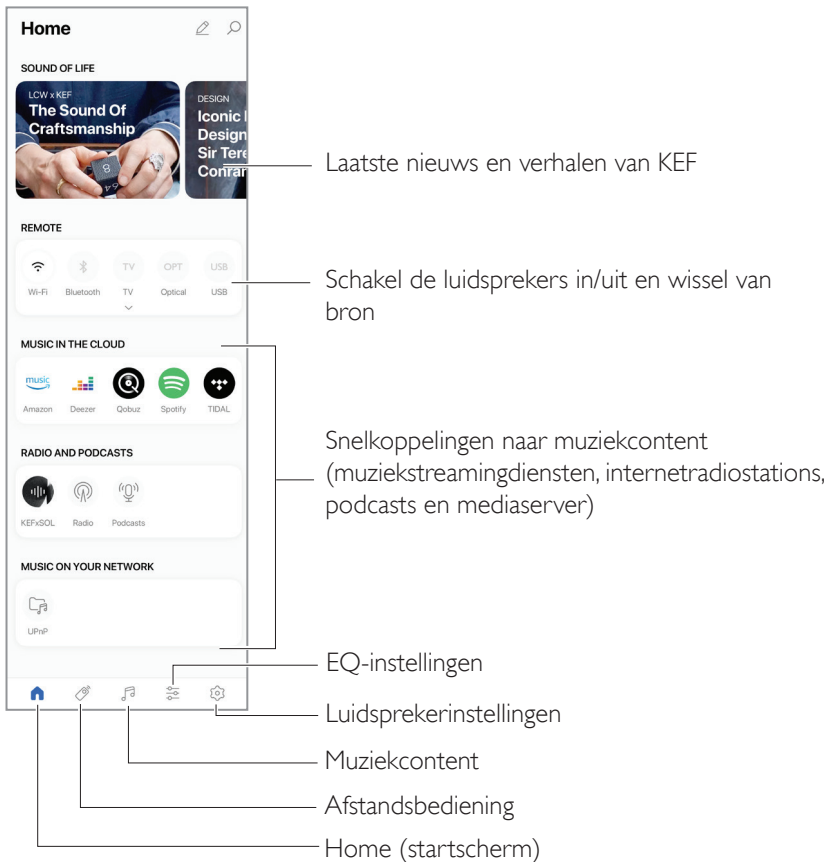 Home
SOUND OF LIFE
LCW x KEF
The Sound Of
Craftsmanship
DESIGN
Iconic
Design
Sir Tere
Conran
Laatste nieuws en verhalen van KEF
REMOTE
TV
OPT
USB
Wi-Fi
Bluetooth
TV
Optical
USB
Schakel de luidsprekers in/uit en wissel van
bron
MUSIC IN THE CLOUD
music
Amazon
Deezer
Qobuz
Spotify
TIDAL
Snelkoppelingen naar muziekcontent
(muziekstreamingdiensten, internetradiostations,
podcasts en mediaserver)
RADIO AND PODCASTS
KEFxSOL
Radio
Podcasts
MUSIC ON YOUR NETWORK
UPnP
EQ-instellingen
Luidsprekerinstellingen
Muziekcontent
Afstandsbediening
Home (startscherm)